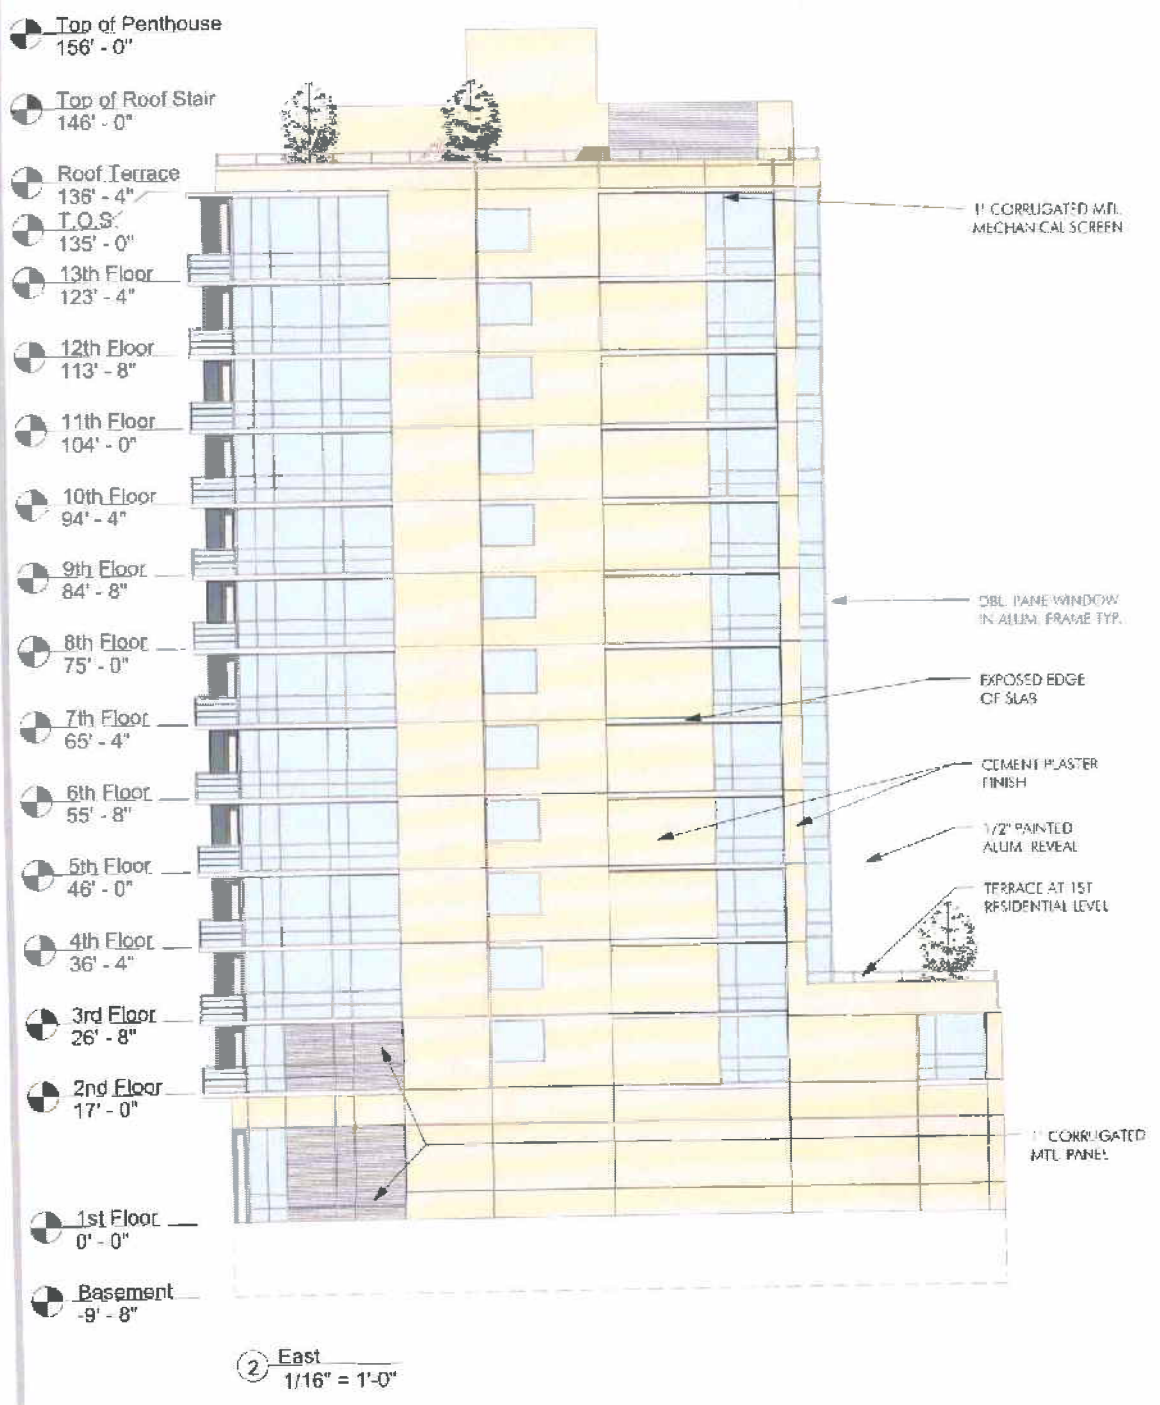 Top of Penthouse
156' - 0"
Top of Roof Stair
146' - 0"
Roof Terrace
136' - 4"
T.O.S.
135' - 0"
13th Floor
123' - 4"
12th Floor
113' - 8"
11th Floor
104' - 0"
10th Floor
94' - 4"
9th Floor
84' - 8"
8th Floor
75' - 0"
7th Floor
65' - 4"
6th Floor
55' - 8"
5th Floor
46' - 0"
4th Floor
36' - 4"
3rd Floor
26' - 8"
2nd Floor
17' - 0"
1st Floor
0' - 0"
Basement
-9' - 8"
1" CORRUGATED MTL.
MECHANICAL SCREEN
DBL. PANE WINDOW
IN ALUM. FRAME TYP.
EXPOSED EDGE
OF SLAB
CEMENT PLASTER
FINISH
1/2" PAINTED
ALUM. REVEAL
TERRACE AT 1ST
RESIDENTIAL LEVEL
1" CORRUGATED
MTL. PANEL
2
East
1/16" = 1'-0"